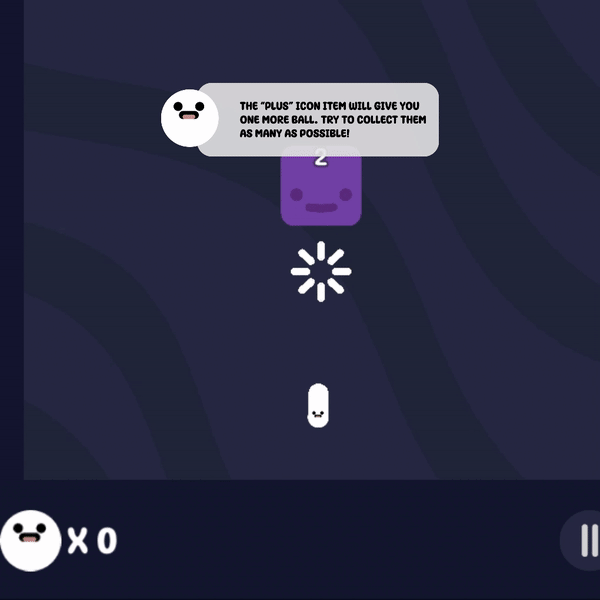 THE "PLUS" ICON ITEM WILL GIVE YOU
ONE MORE BALL. TRY TO COLLECT THEM
AS MANY AS POSSIBLE!
2
X 0